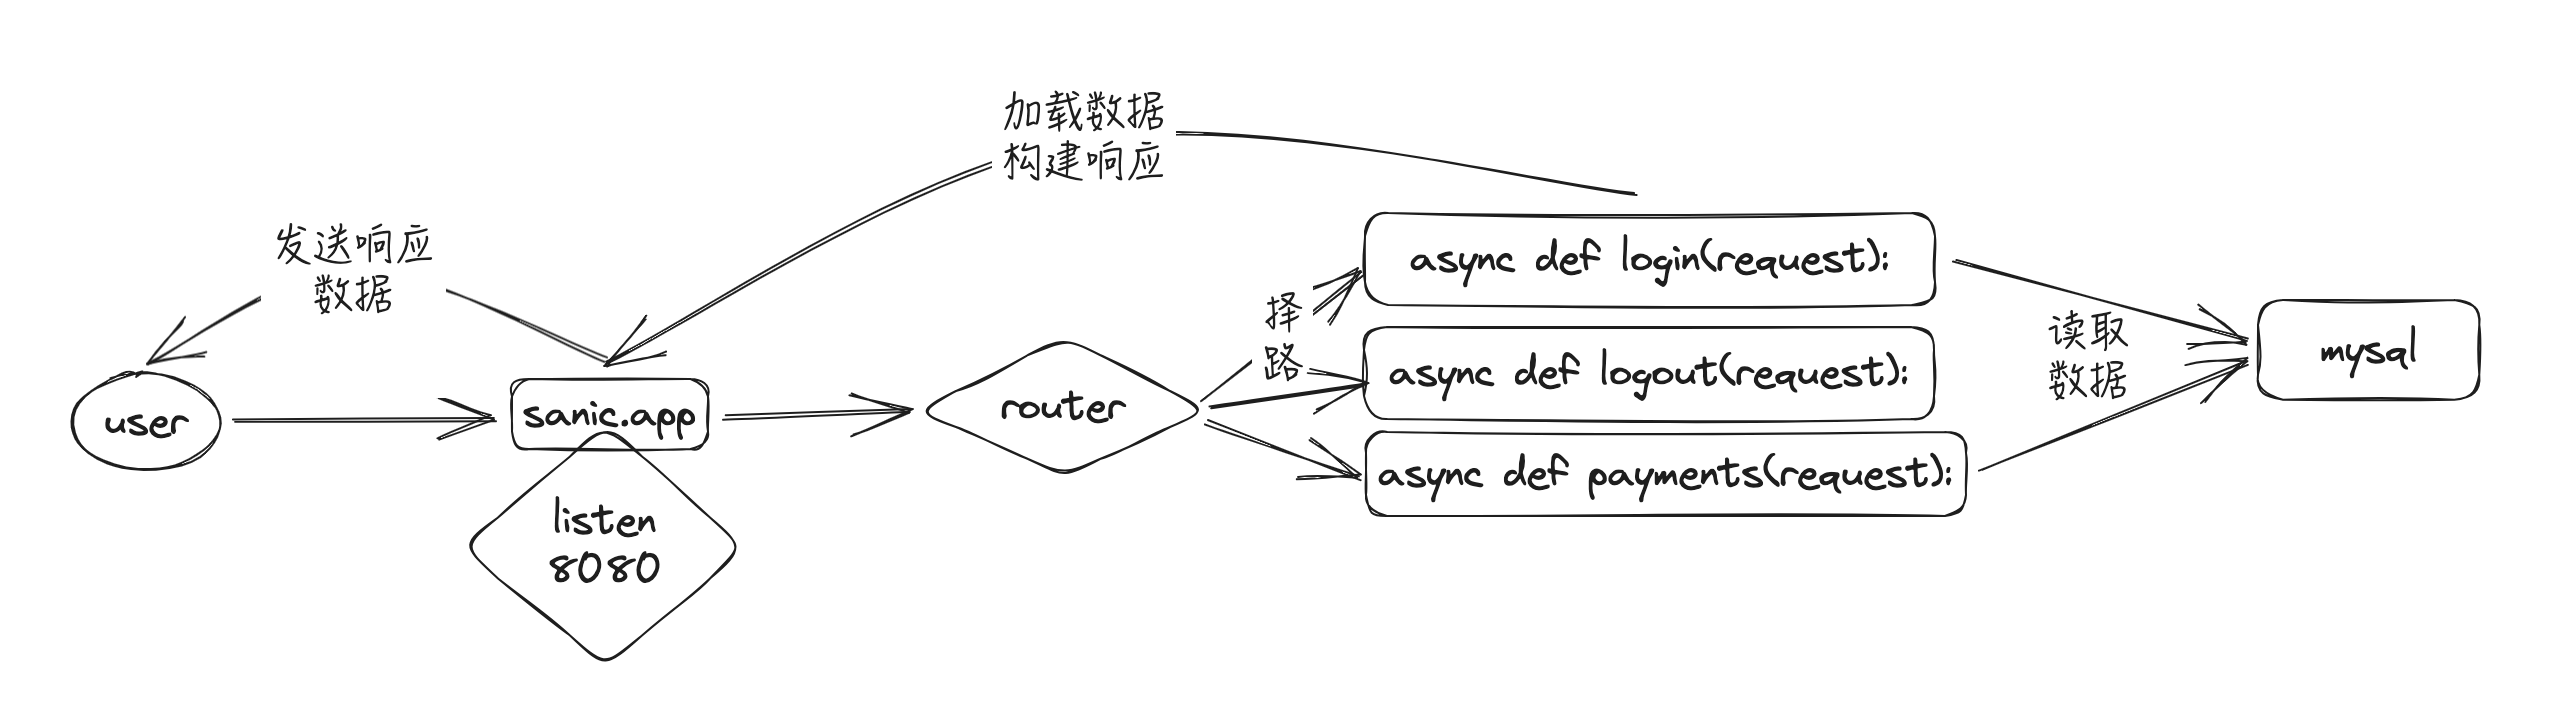 加载数据
构建响应
发送响应
数据
user
sanic.app
listen
8080
router
择
路
async def login(request):
async def logout(request):
async def payments(request):
读取
数据
mysql